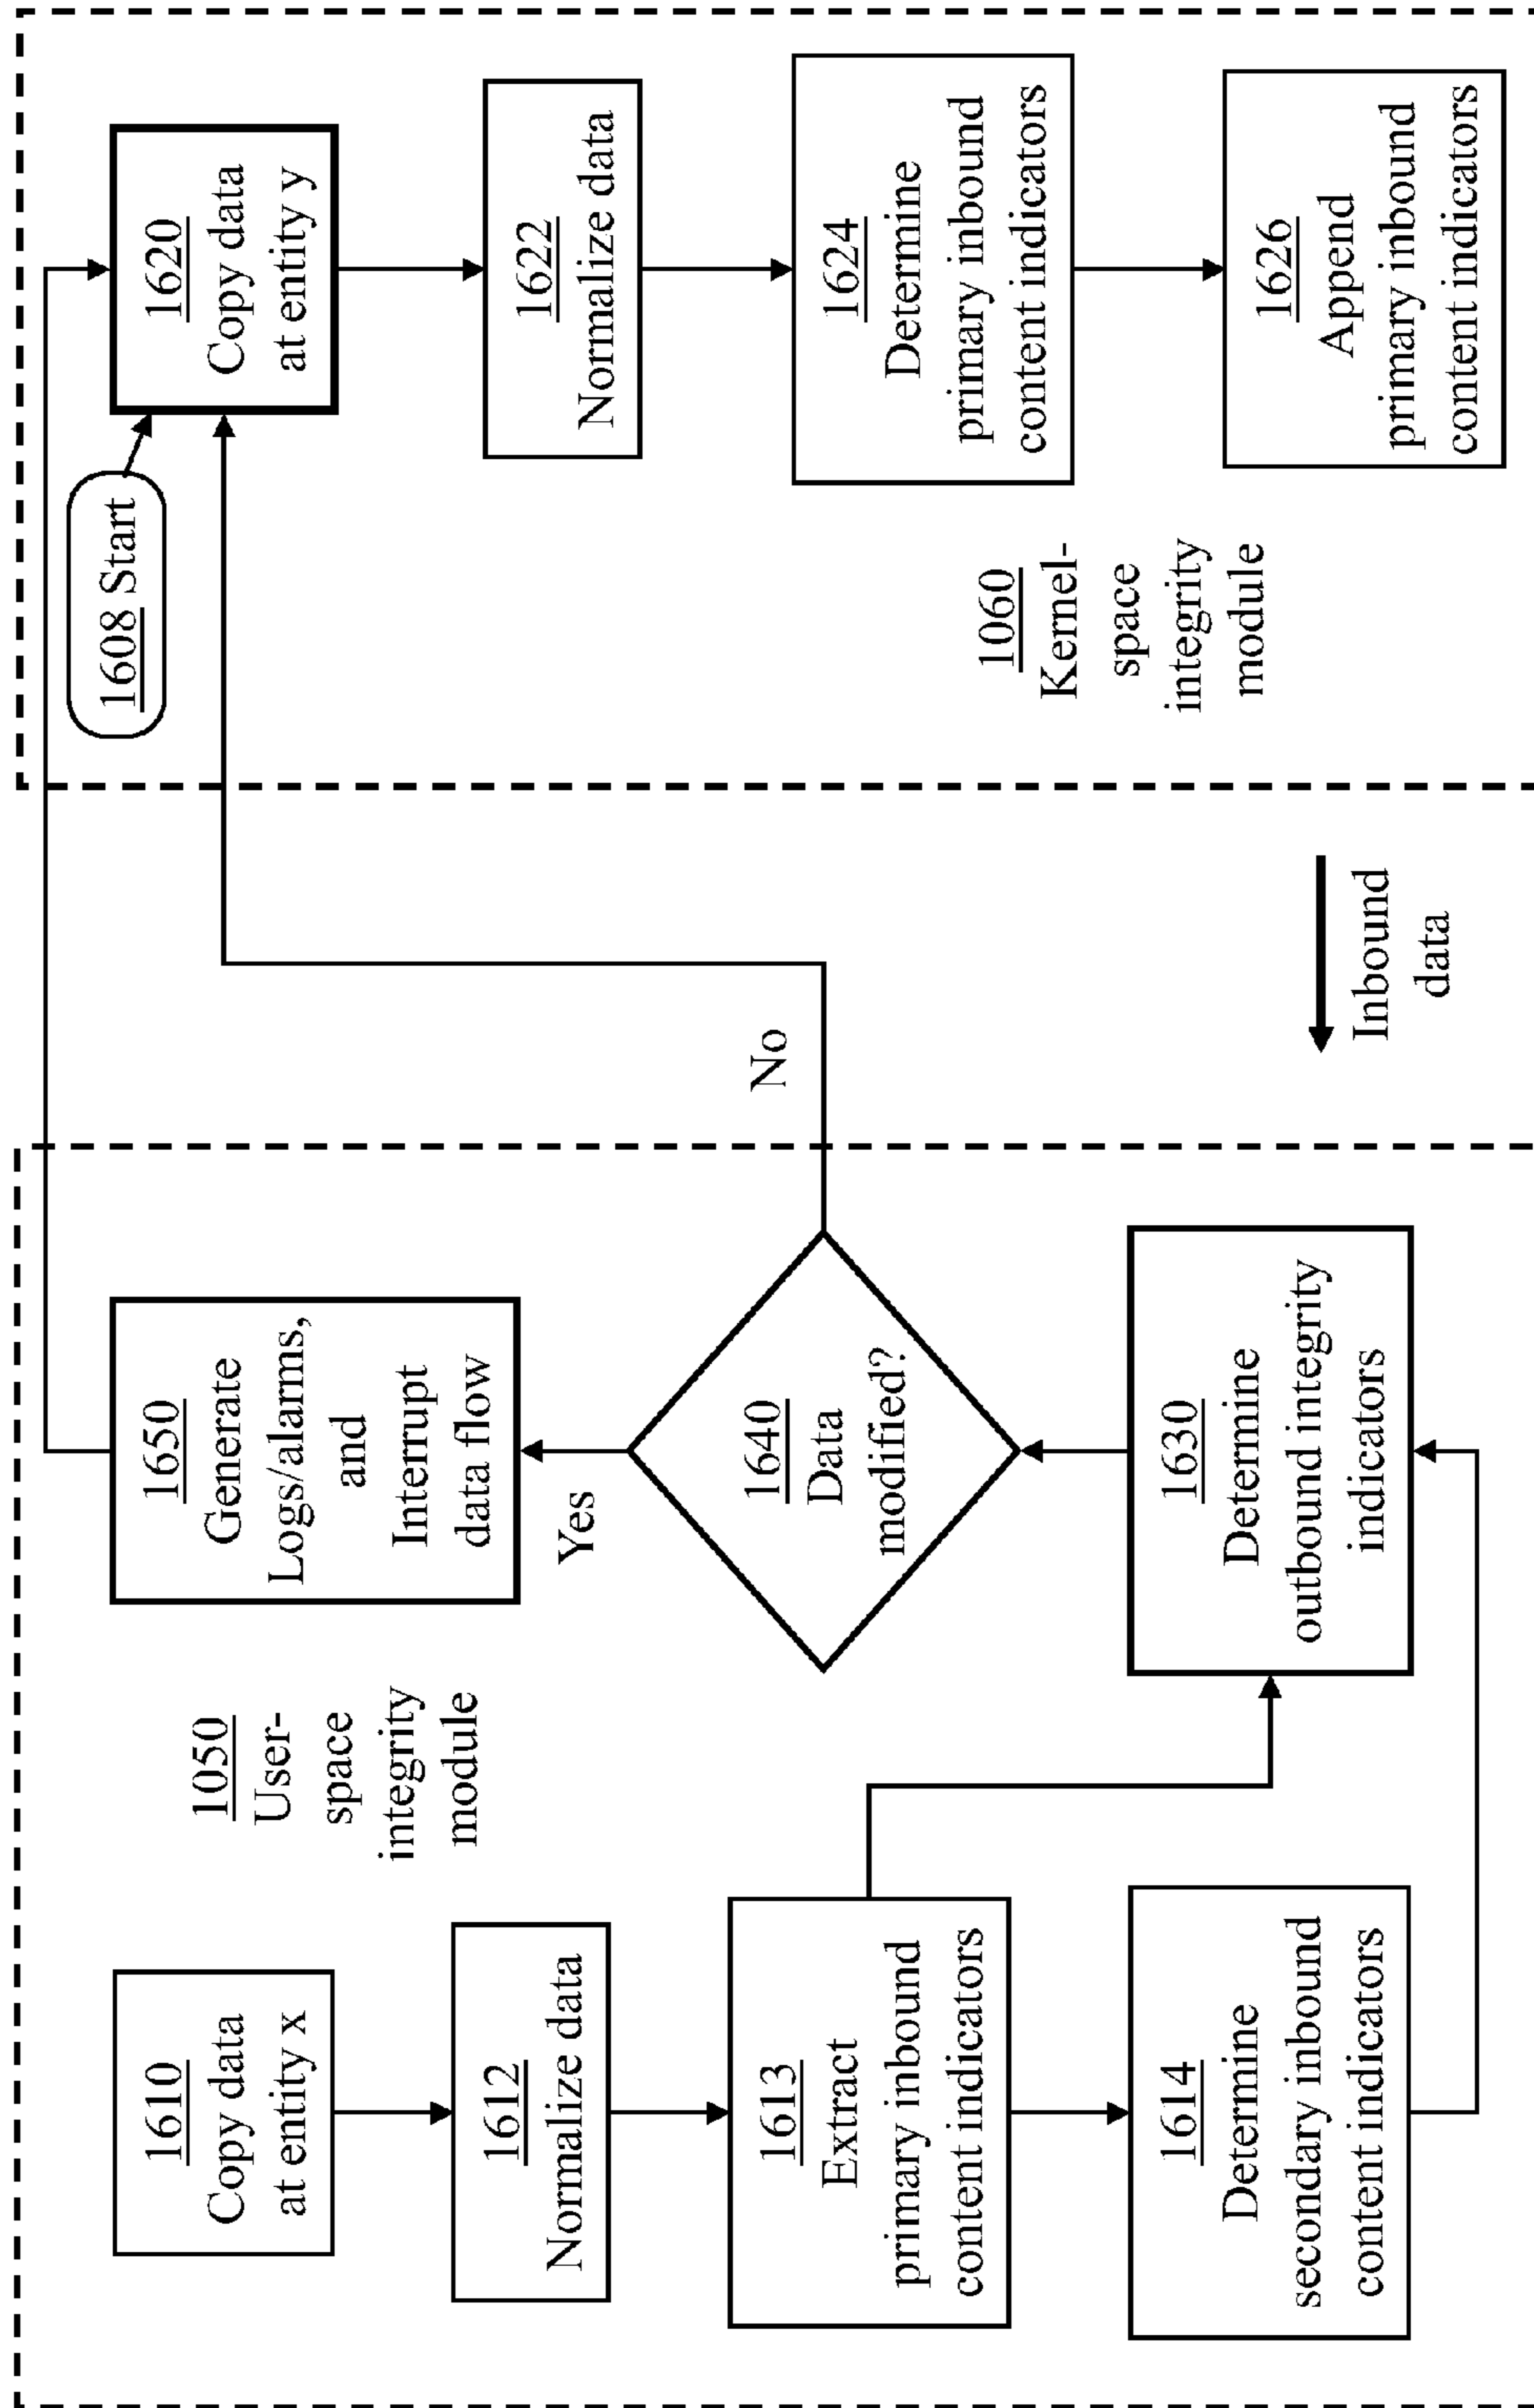 1610
Copy data
at entity x
1612
Normalize data
1613
Extract
primary inbound
content indicators
1614
Determine
secondary inbound
content indicators
1050 User-
space
integrity
module
1650
Generate
Logs/alarms,
and
Interrupt
data flow
Yes
1640
Data
modified?
No
1630
Determine
outbound integrity
indicators
Inbound
data
1608 Start
1620
Copy data
at entity y
1622
Normalize data
1624
Determine
primary inbound
content indicators
1626
Append
primary inbound
content indicators
1060
Kernel-
space
integrity
module